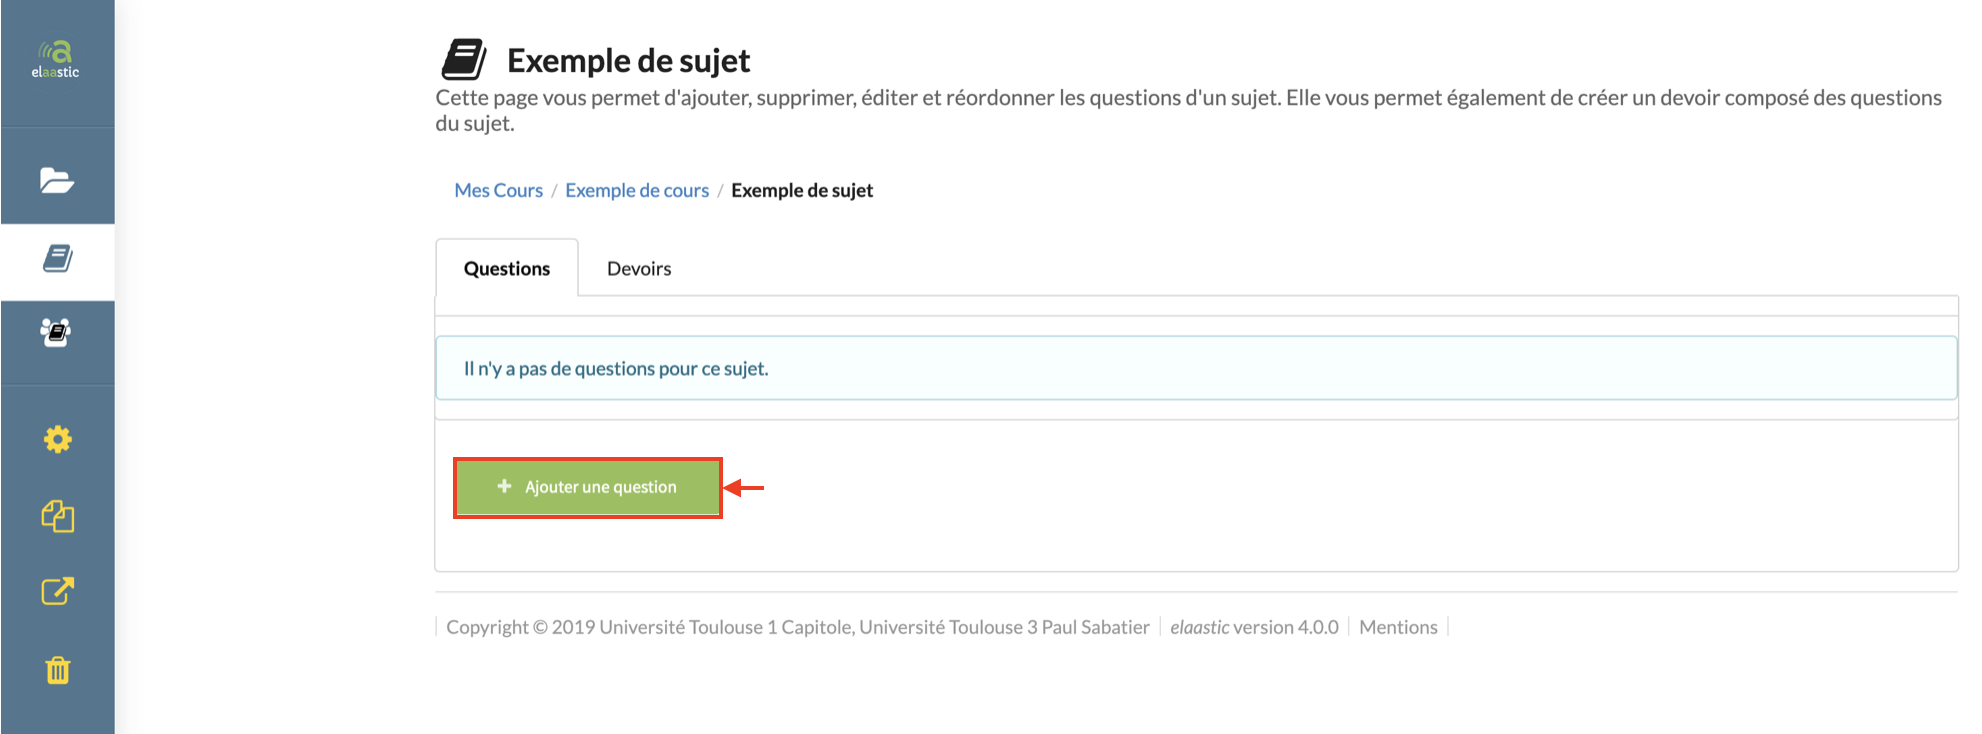 elaastic
Exemple de sujet
Cette page vous permet d'ajouter, supprimer, éditer et réordonner les questions d'un sujet. Elle vous permet également de créer un devoir composé des questions
du sujet.
Mes Cours / Exemple de cours / Exemple de sujet
Questions Devoirs
Il n'y a pas de questions pour ce sujet.
+ Ajouter une question
Copyright © 2019 Université Toulouse 1 Capitole, Université Toulouse 3 Paul Sabatier | elaastic version 4.0.0 | Mentions